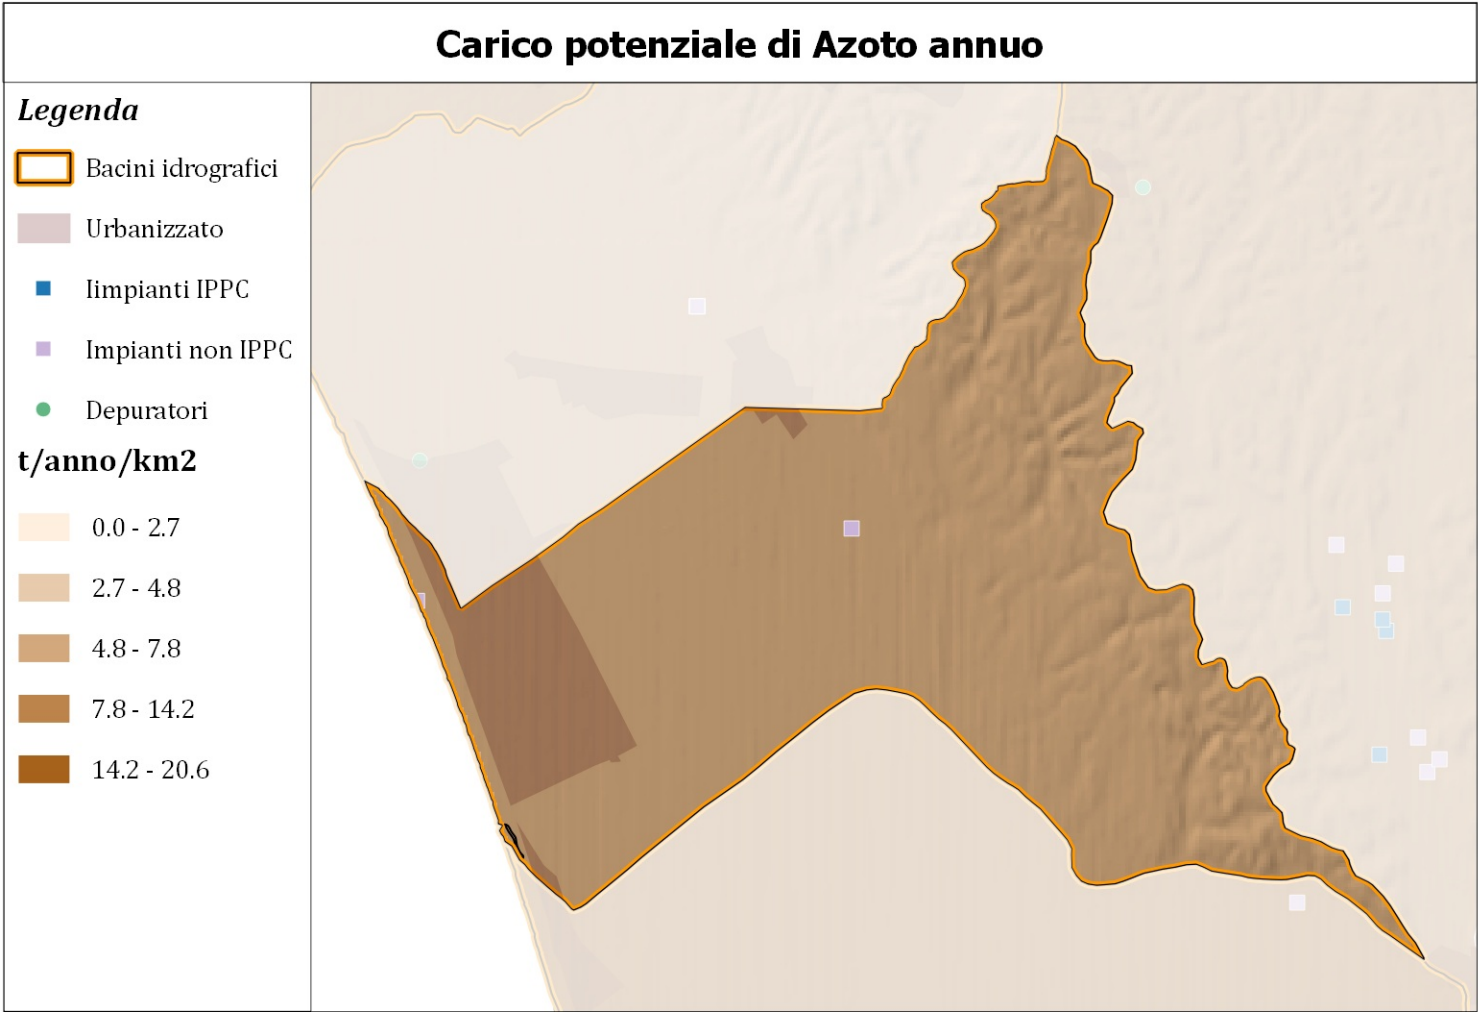 Carico potenziale di Azoto annuo
Legenda
Bacini idrografici
Urbanizzato
Iimpianti IPPC
Impianti non IPPC
Depuratori
t/anno/km2
0.0 - 2.7
2.7 - 4.8
4.8 - 7.8
7.8 - 14.2
14.2 - 20.6